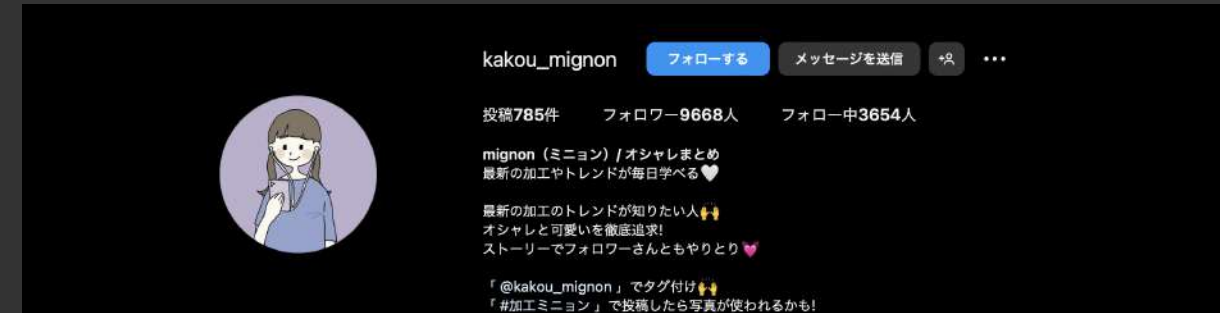 kakou_mignon フォローする メッセージを送信
投稿785件 フォロワー9668人 フォロー中3654人
mignon（ミニョン）/ オシャレまとめ
最新の加工やトレンドが毎日学べる🤍
最新の加工のトレンドが知りたい人🙌
オシャレと可愛いを徹底追求!
ストーリーでフォロワーさんともやりとり💓
「 @kakou_mignon 」でタグ付け🙌
「 #加工ミニョン 」で投稿したら写真が使われるかも!